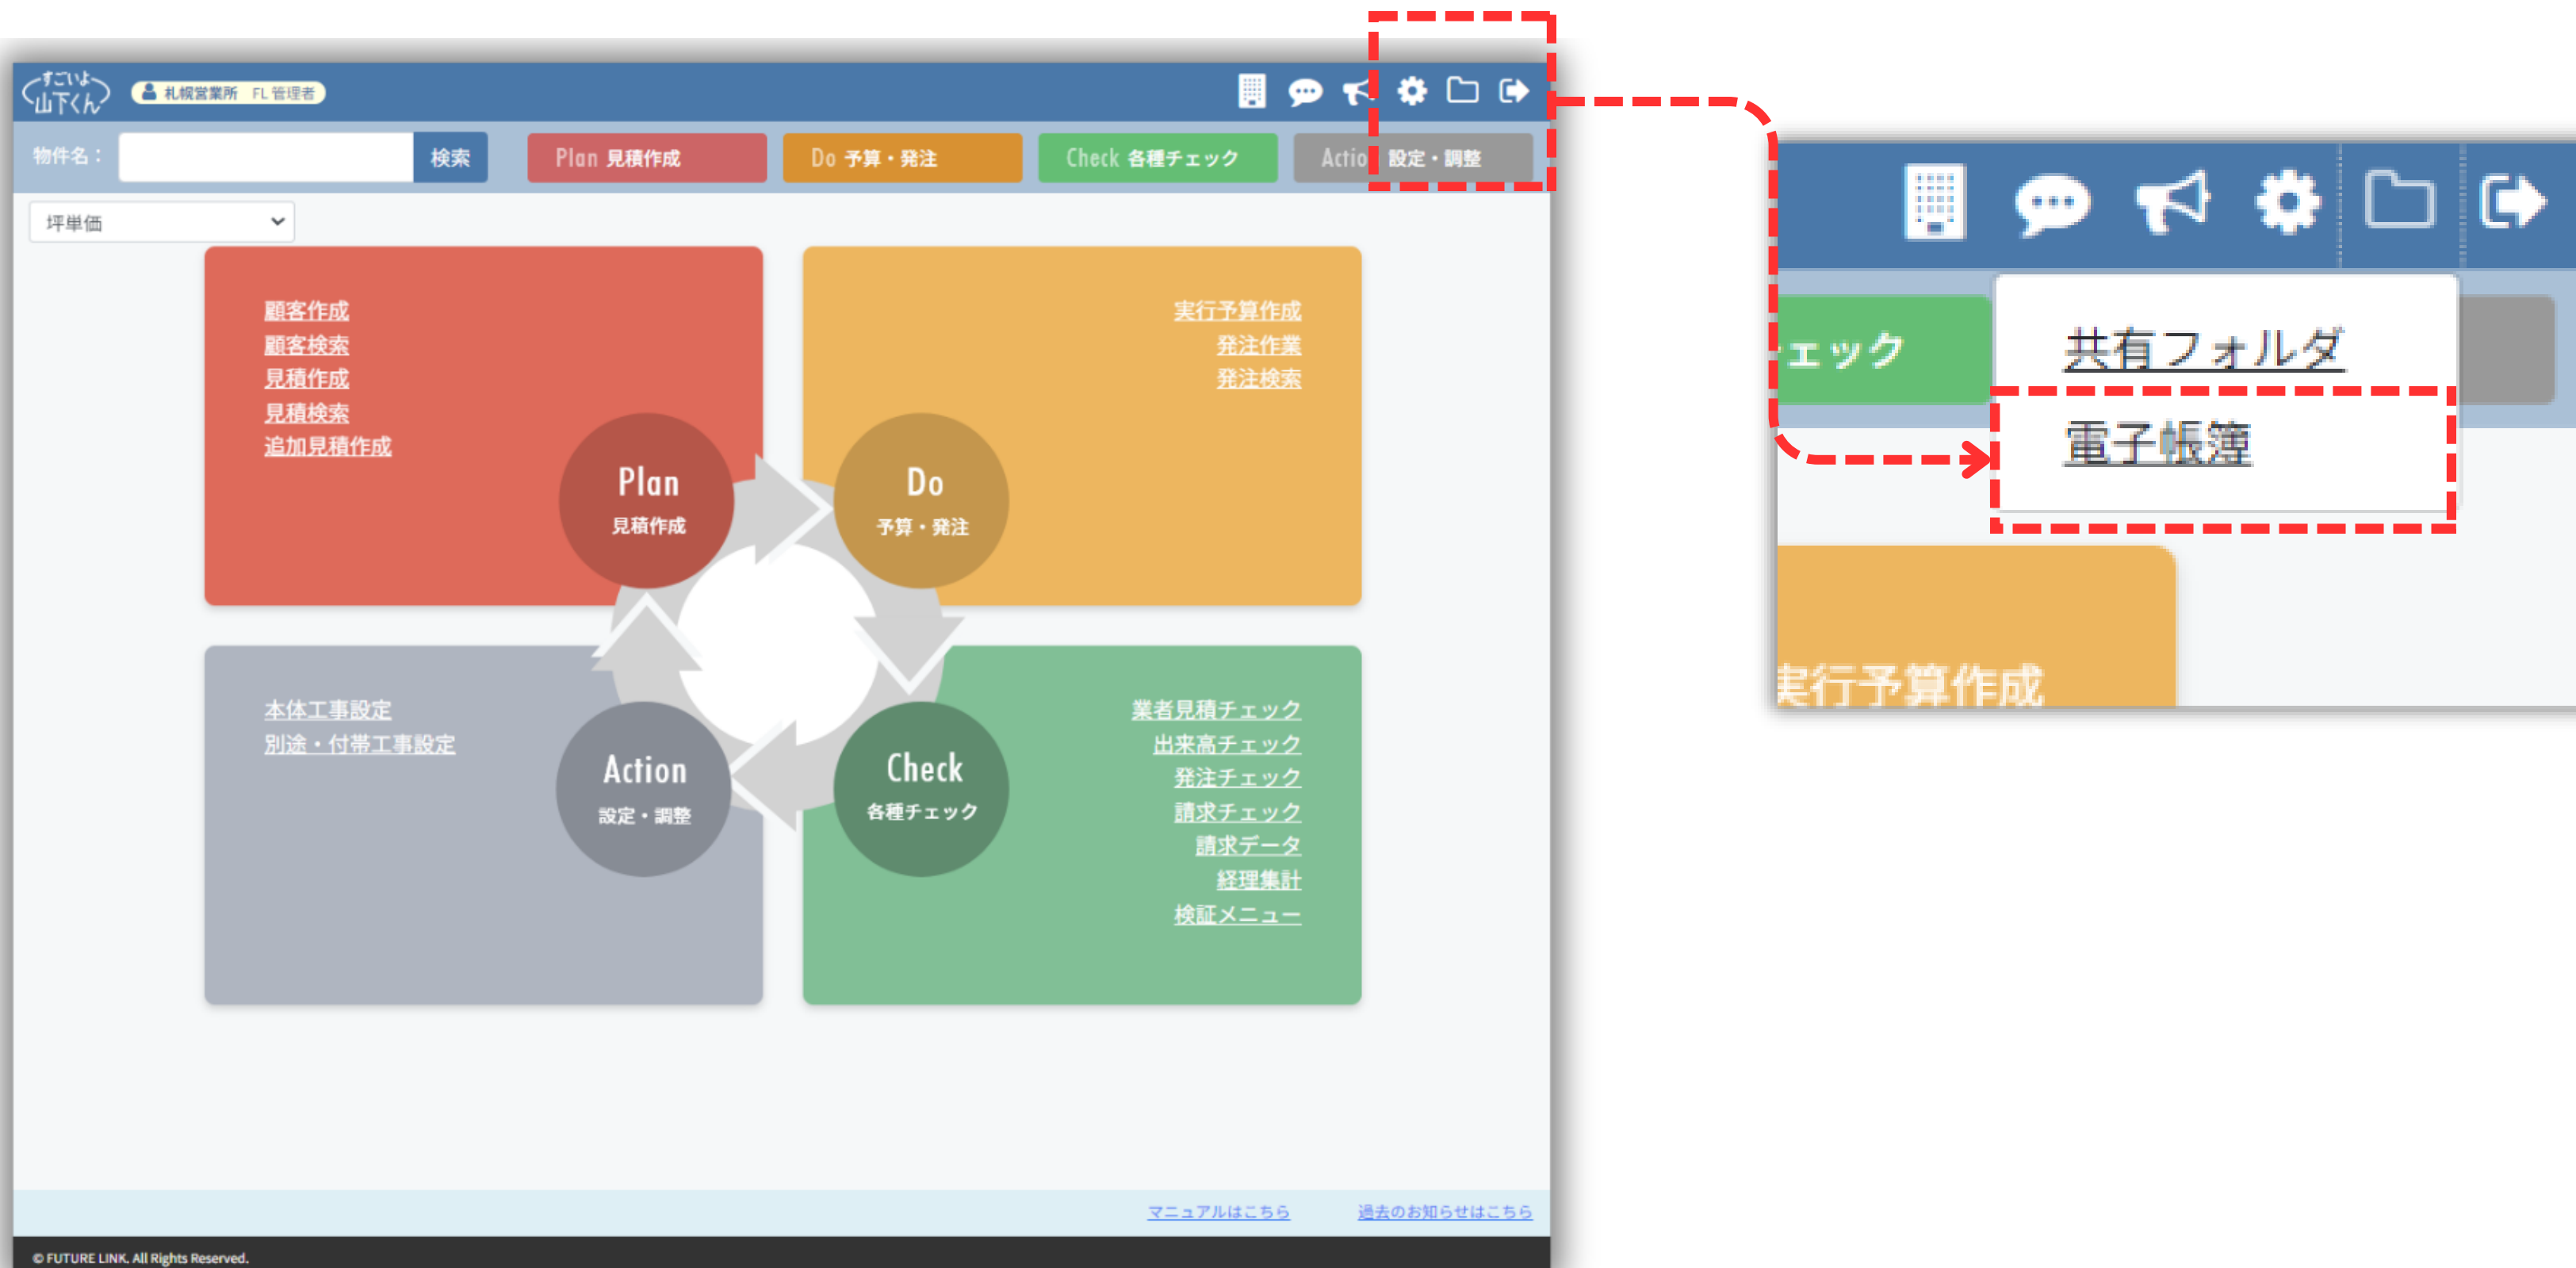 すごいよ
山下くん
札幌営業所 FL 管理者
物件名：
検索
Plan 見積作成
Do 予算・発注
Check 各種チェック
Actio 設定・調整
坪単価
顧客作成
顧客検索
見積作成
見積検索
追加見積作成
実行予算作成
発注作業
発注検索
Plan
見積作成
Do
予算・発注
本体工事設定
別途・付帯工事設定
Action
設定・調整
Check
各種チェック
業者見積チェック
出来高チェック
発注チェック
請求チェック
請求データ
経理集計
検証メニュー
マニュアルはこちら
過去のお知らせはこちら
© FUTURE LINK. All Rights Reserved.
ェック
共有フォルダ
電子帳簿
実行予算作成